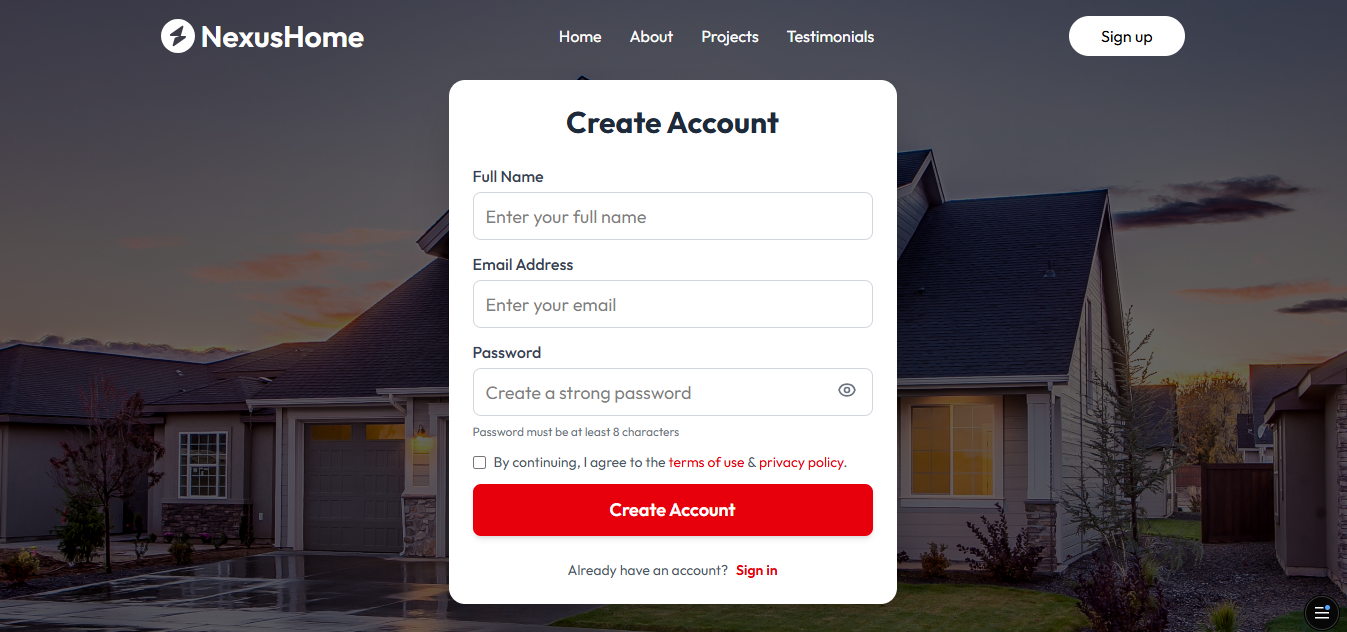 NexusHome
Home About Projects Testimonials
Sign up
Create Account
Full Name
Enter your full name
Email Address
Enter your email
Password
Create a strong password
Password must be at least 8 characters
By continuing, I agree to the terms of use & privacy policy.
Create Account
Already have an account? Sign in